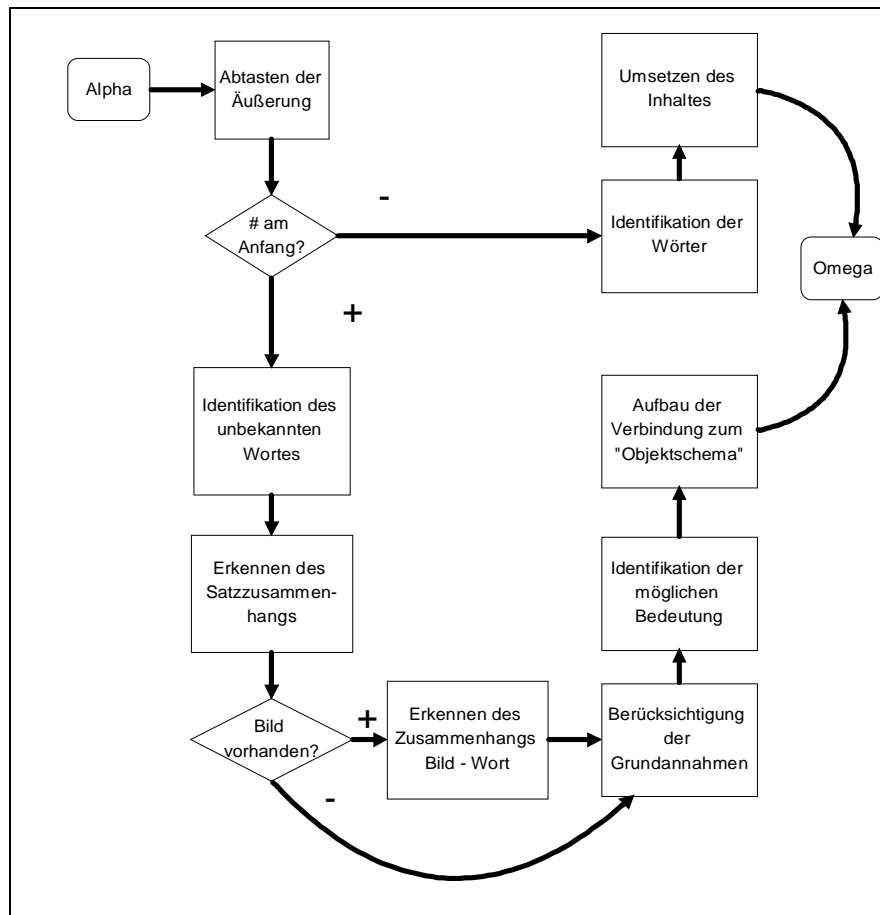 Alpha
Abtasten der
Äußerung
# am
Anfang?
-
+
Identifikation der
Wörter
Umsetzen des
Inhaltes
Omega
Identifikation des
unbekannten
Wortes
Erkennen des
Satzzusammen-
hangs
Bild
vorhanden?
+
-
Erkennen des
Zusammenhangs
Bild - Wort
Berücksichtigung
der
Grundannahmen
Identifikation der
möglichen
Bedeutung
Aufbau der
Verbindung zum
"Objektschema"